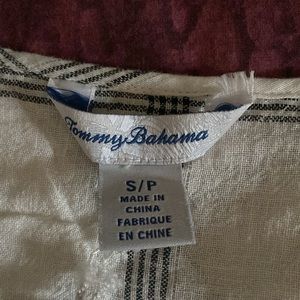 Tommy Bahama
S/P
MADE IN
CHINA
FABRIQUE
EN CHINE